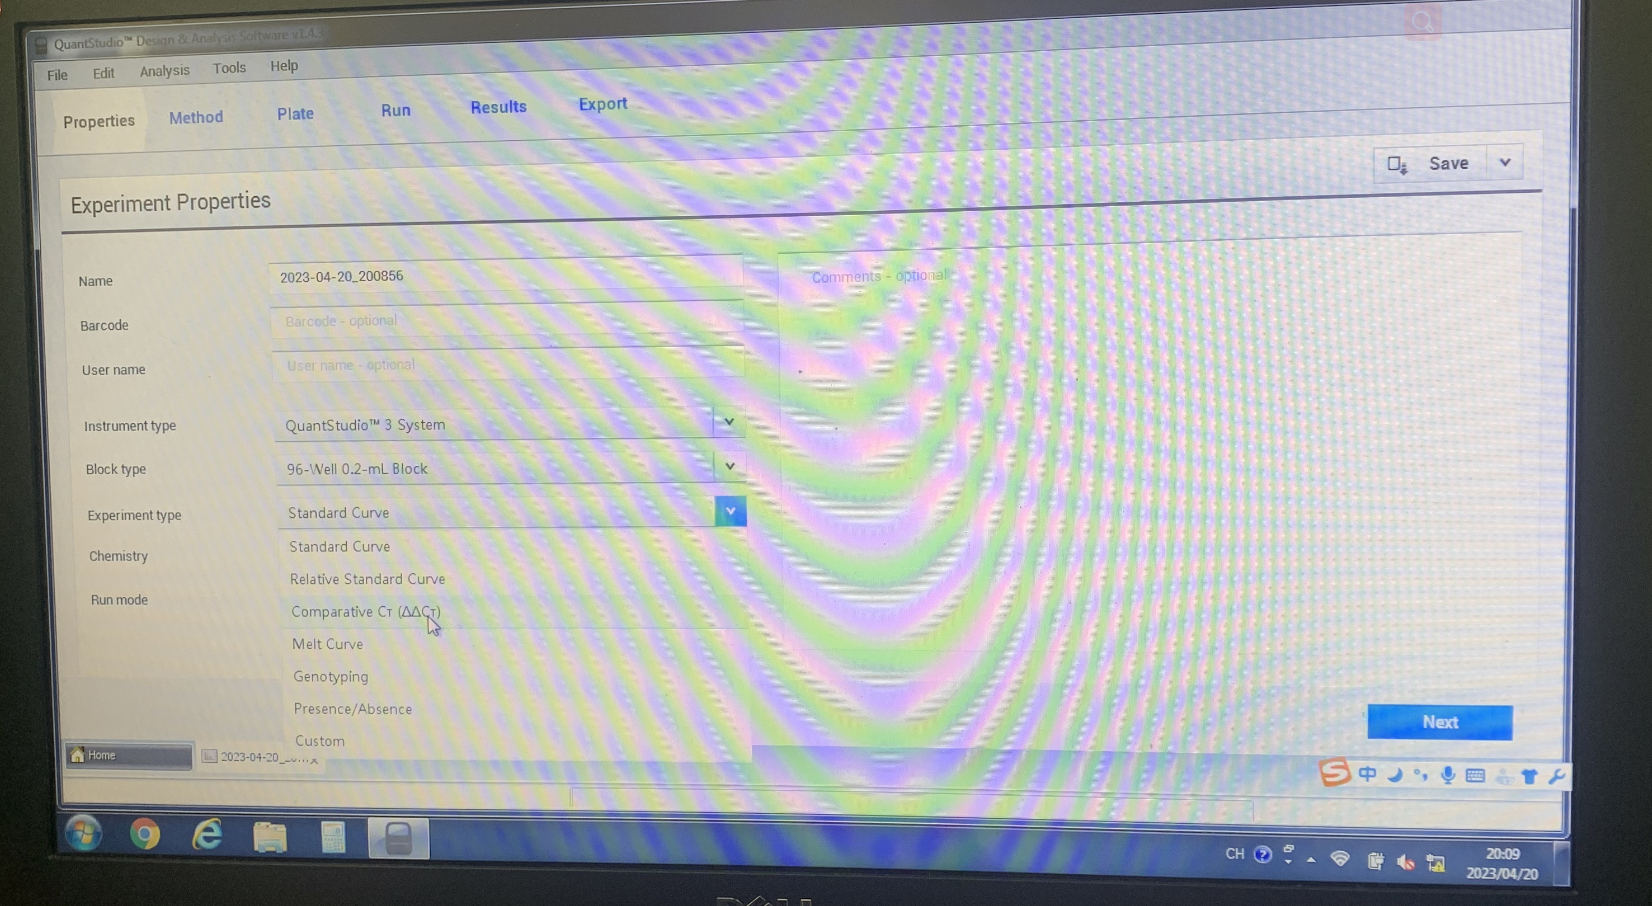 QuantStudio™ Design & Analysis Software v1.4.3
File Edit Analysis Tools Help
Properties Method Plate Run Results Export
Save
Experiment Properties
Name 2023-04-20_200856
Comments - optional
Barcode Barcode - optional
User name User name - optional
Instrument type QuantStudio™ 3 System
Block type 96-Well 0.2-mL Block
Experiment type Standard Curve
Chemistry
Run mode
Standard Curve
Relative Standard Curve
Comparative Cᴛ (ΔΔCᴛ)
Melt Curve
Genotyping
Presence/Absence
Custom
Next
Home 2023-04-20_
中
CH 20:09
2023/04/20